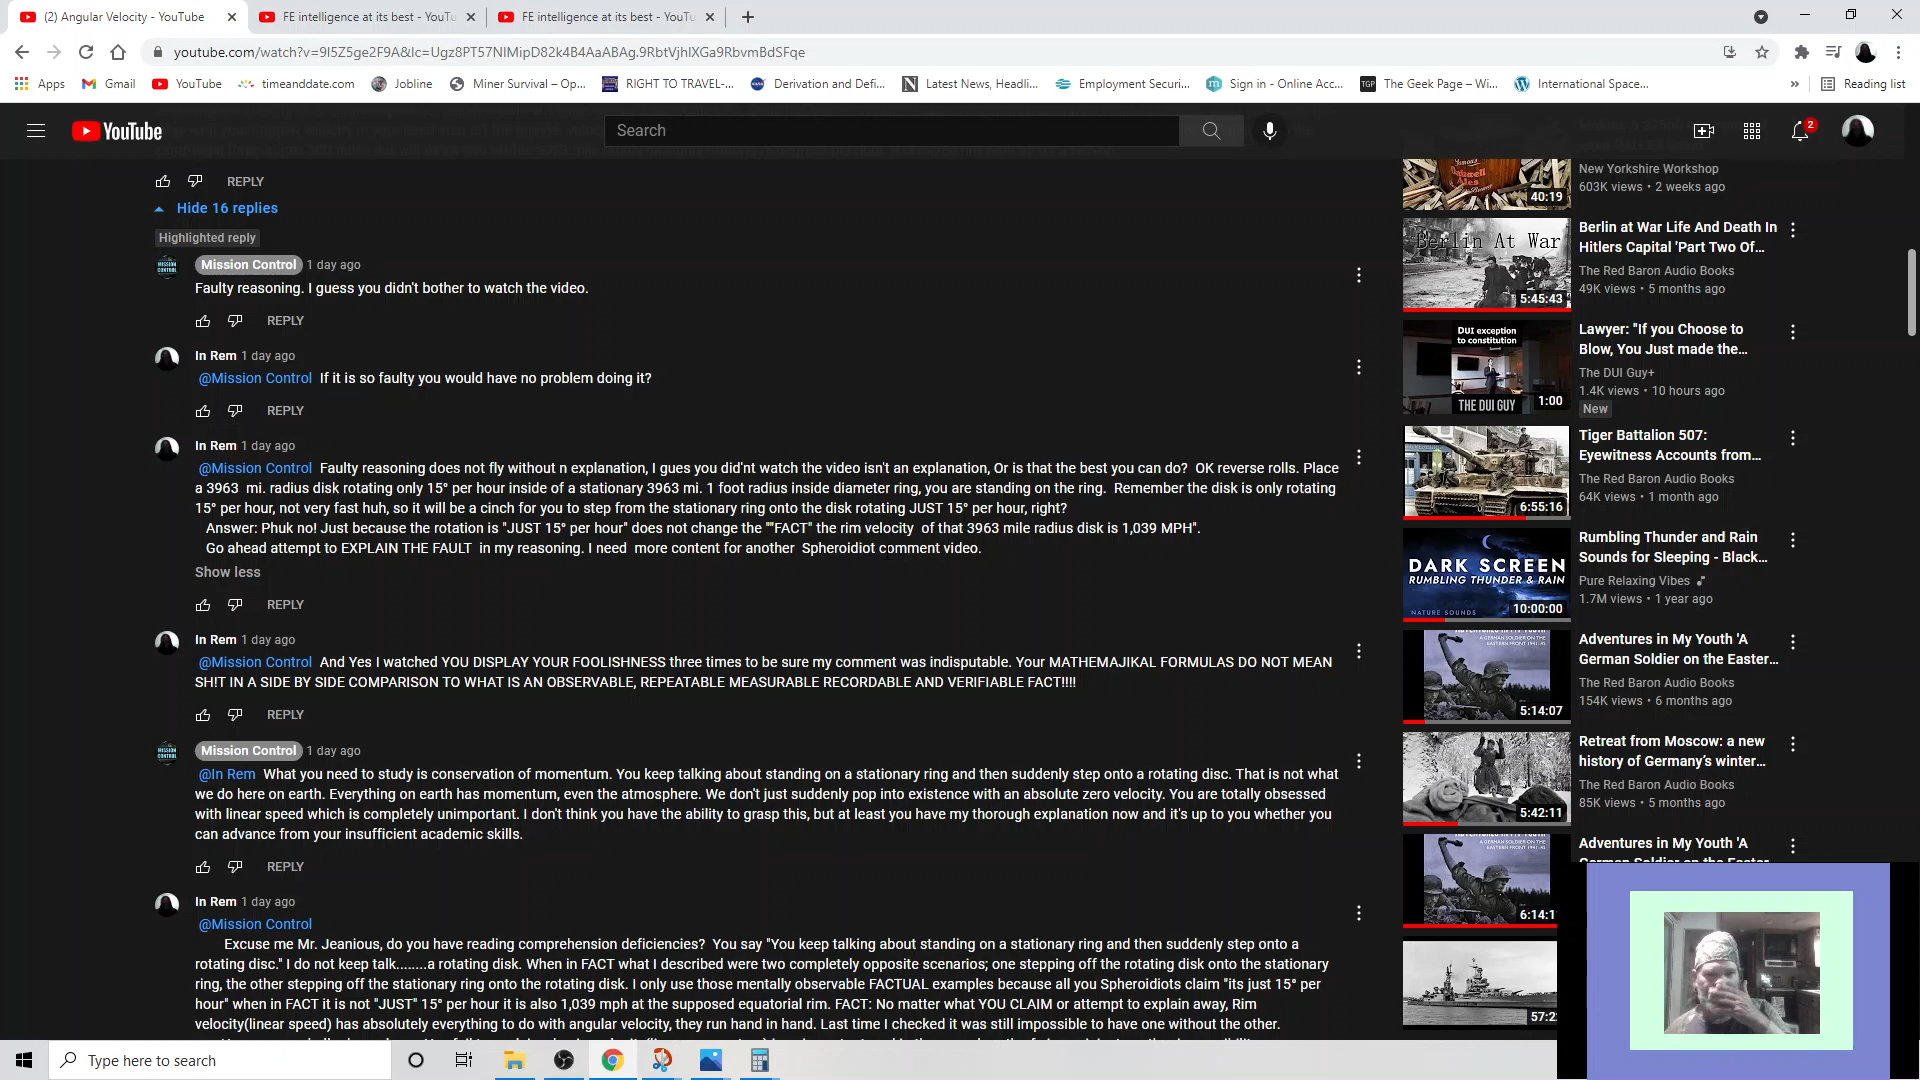 (2) Angular Velocity - YouTube
FE intelligence at its best - YouTu
FE intelligence at its best - YouTu
youtube.com/watch?v=9I5Z5ge2F9A&lc=Ugz8PT57NIMipD82k4B4AaABAg.9RbtVjhlXGa9RbvmBdSFqe
Apps
Gmail
YouTube
timeanddate.com
Jobline
Miner Survival – Op...
RIGHT TO TRAVEL-...
Derivation and Defi...
Latest News, Headli...
Employment Securi...
Sign in - Online Acc...
The Geek Page – Wi...
International Space...
»
Reading list
YouTube
Search
2
REPLY
Hide 16 replies
Highlighted reply
Mission Control 1 day ago
Faulty reasoning. I guess you didn't bother to watch the video.
REPLY
In Rem 1 day ago
@Mission Control If it is so faulty you would have no problem doing it?
REPLY
In Rem 1 day ago
@Mission Control Faulty reasoning does not fly without n explanation, I gues you did'nt watch the video isn't an explanation, Or is that the best you can do? OK reverse rolls. Place
a 3963 mi. radius disk rotating only 15° per hour inside of a stationary 3963 mi. 1 foot radius inside diameter ring, you are standing on the ring. Remember the disk is only rotating
15° per hour, not very fast huh, so it will be a cinch for you to step from the stationary ring onto the disk rotating JUST 15° per hour, right?
Answer: Phuk no! Just because the rotation is "JUST 15° per hour" does not change the ""FACT" the rim velocity of that 3963 mile radius disk is 1,039 MPH".
Go ahead attempt to EXPLAIN THE FAULT in my reasoning. I need more content for another Spheroidiot comment video.
Show less
REPLY
In Rem 1 day ago
@Mission Control And Yes I watched YOU DISPLAY YOUR FOOLISHNESS three times to be sure my comment was indisputable. Your MATHEMAJIKAL FORMULAS DO NOT MEAN
SH!T IN A SIDE BY SIDE COMPARISON TO WHAT IS AN OBSERVABLE, REPEATABLE MEASURABLE RECORDABLE AND VERIFIABLE FACT!!!!
REPLY
Mission Control 1 day ago
@In Rem What you need to study is conservation of momentum. You keep talking about standing on a stationary ring and then suddenly step onto a rotating disc. That is not what
we do here on earth. Everything on earth has momentum, even the atmosphere. We don't just suddenly pop into existence with an absolute zero velocity. You are totally obsessed
with linear speed which is completely unimportant. I don't think you have the ability to grasp this, but at least you have my thorough explanation now and it's up to you whether you
can advance from your insufficient academic skills.
REPLY
In Rem 1 day ago
@Mission Control
Excuse me Mr. Jeanious, do you have reading comprehension deficiencies? You say "You keep talking about standing on a stationary ring and then suddenly step onto a
rotating disc." I do not keep talk........a rotating disk. When in FACT what I described were two completely opposite scenarios; one stepping off the rotating disk onto the stationary
ring, the other stepping off the stationary ring onto the rotating disk. I only use those mentally observable FACTUAL examples because all you Spheroidiots claim "its just 15° per
hour" when in FACT it is not "JUST" 15° per hour it is also 1,039 mph at the supposed equatorial rim. FACT: No matter what YOU CLAIM or attempt to explain away, Rim
velocity(linear speed) has absolutely everything to do with angular velocity, they run hand in hand. Last time I checked it was still impossible to have one without the other.
40:19
New Yorkshire Workshop
603K views • 2 weeks ago
Berlin At War
5:45:43
Berlin at War Life And Death In
Hitlers Capital 'Part Two Of...
The Red Baron Audio Books
49K views • 5 months ago
DUI exception
to constitution
THE DUI GUY
1:00
Lawyer: "If you Choose to
Blow, You Just made the...
The DUI Guy+
1.4K views • 10 hours ago
New
6:55:16
Tiger Battalion 507:
Eyewitness Accounts from...
The Red Baron Audio Books
64K views • 1 month ago
DARK SCREEN
RUMBLING THUNDER & RAIN
NATURE SOUNDS
10:00:00
Rumbling Thunder and Rain
Sounds for Sleeping - Black...
Pure Relaxing Vibes
1.7M views • 1 year ago
A GERMAN SOLDIER ON THE
EASTERN FRONT 1941-45
5:14:07
Adventures in My Youth 'A
German Soldier on the Easter...
The Red Baron Audio Books
154K views • 6 months ago
5:42:11
Retreat from Moscow: a new
history of Germany's winter...
The Red Baron Audio Books
85K views • 5 months ago
Adventures in My Youth 'A
6:14:1
57:2
Type here to search